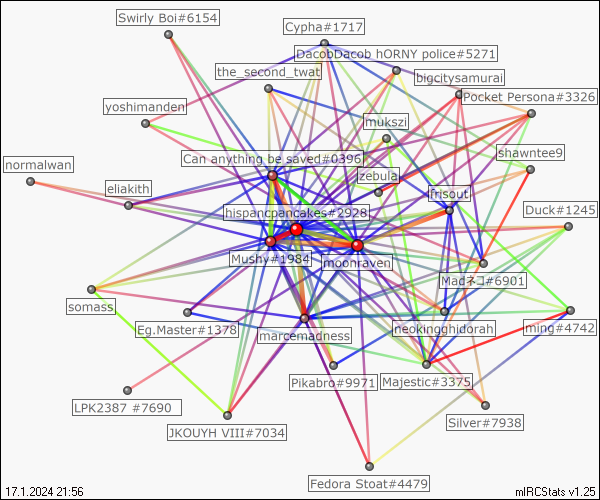 Swirly Boi#6154
Cypha#1717
DacobDacob hORNY police#5271
the_second_twat
bigcitysamurai
Pocket Persona#3326
yoshimanden
mukszi
shawntee9
normalwan
Can anything be saved#0396
zebula
eliakith
frisout
hispancpancakes#2928
Duck#1245
Mushy#1984
moonraven
Madネコ#6901
somass
Eg.Master#1378
marcemadness
neokingghidorah
ming#4742
Pikabro#9971
Majestic#3375
LPK2387 #7690
Silver#7938
JKOUYH VIII#7034
Fedora Stoat#4479
17.1.2024 21:56
mIRCStats v1.25